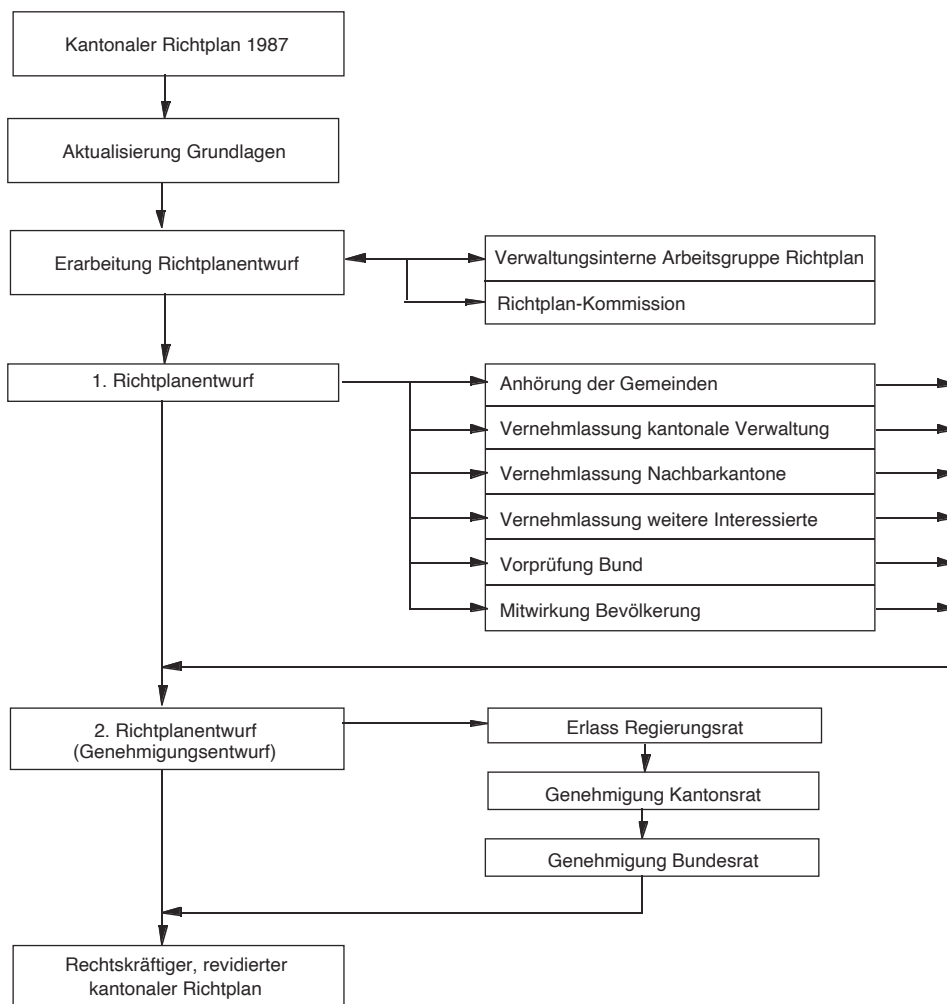 Kantonaler Richtplan 1987
Aktualisierung Grundlagen
Erarbeitung Richtplanentwurf
Verwaltungsinterne Arbeitsgruppe Richtplan
Richtplan-Kommission
1. Richtplanentwurf
Anhörung der Gemeinden
Vernehmlassung kantonale Verwaltung
Vernehmlassung Nachbarkantone
Vernehmlassung weitere Interessierte
Vorprüfung Bund
Mitwirkung Bevölkerung
2. Richtplanentwurf
(Genehmigungsentwurf)
Erlass Regierungsrat
Genehmigung Kantonsrat
Genehmigung Bundesrat
Rechtskräftiger, revidierter
kantonaler Richtplan